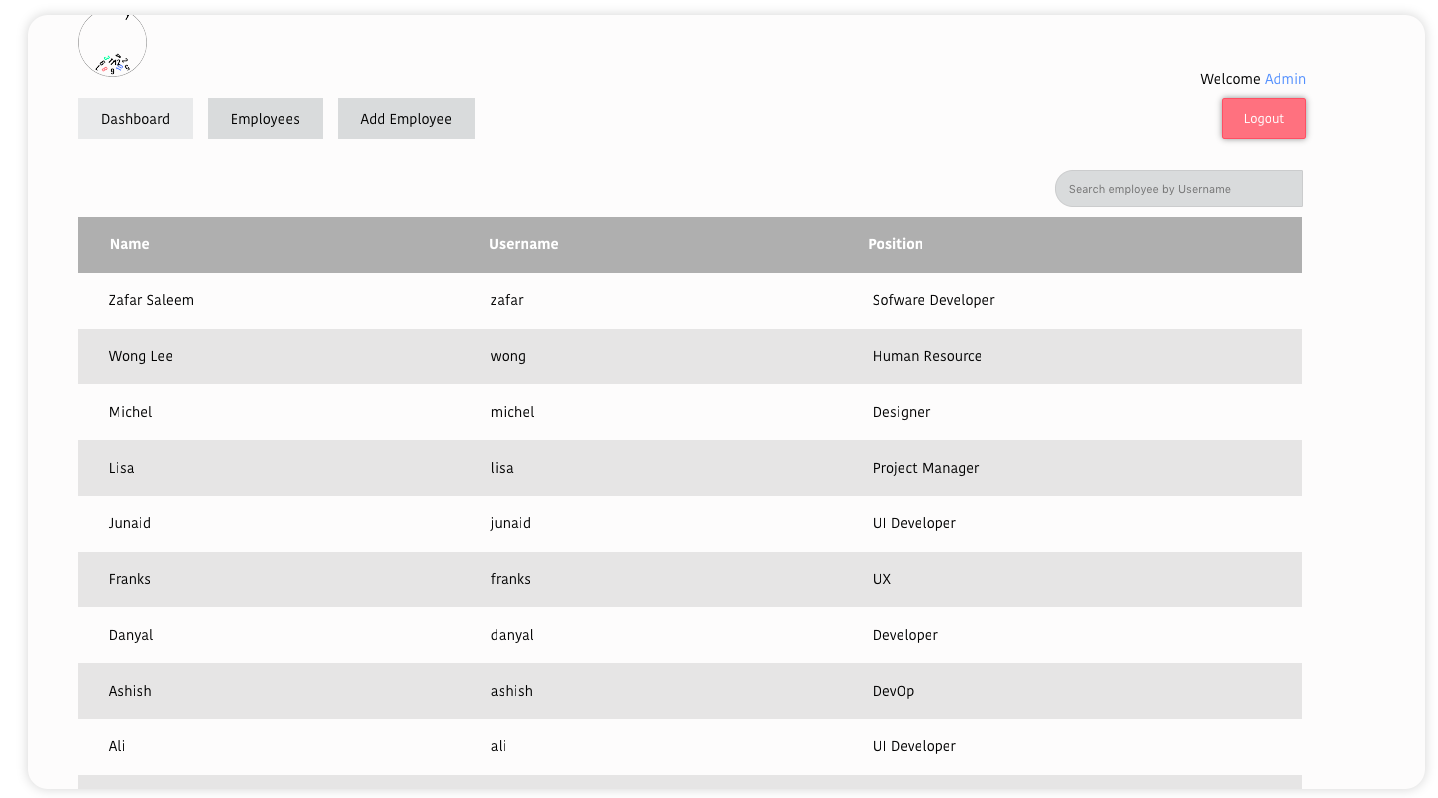 Welcome Admin
Dashboard Employees Add Employee Logout
Search employee by Username
Name Username Position
Zafar Saleem zafar Sofware Developer
Wong Lee wong Human Resource
Michel michel Designer
Lisa lisa Project Manager
Junaid junaid UI Developer
Franks franks UX
Danyal danyal Developer
Ashish ashish DevOp
Ali ali UI Developer